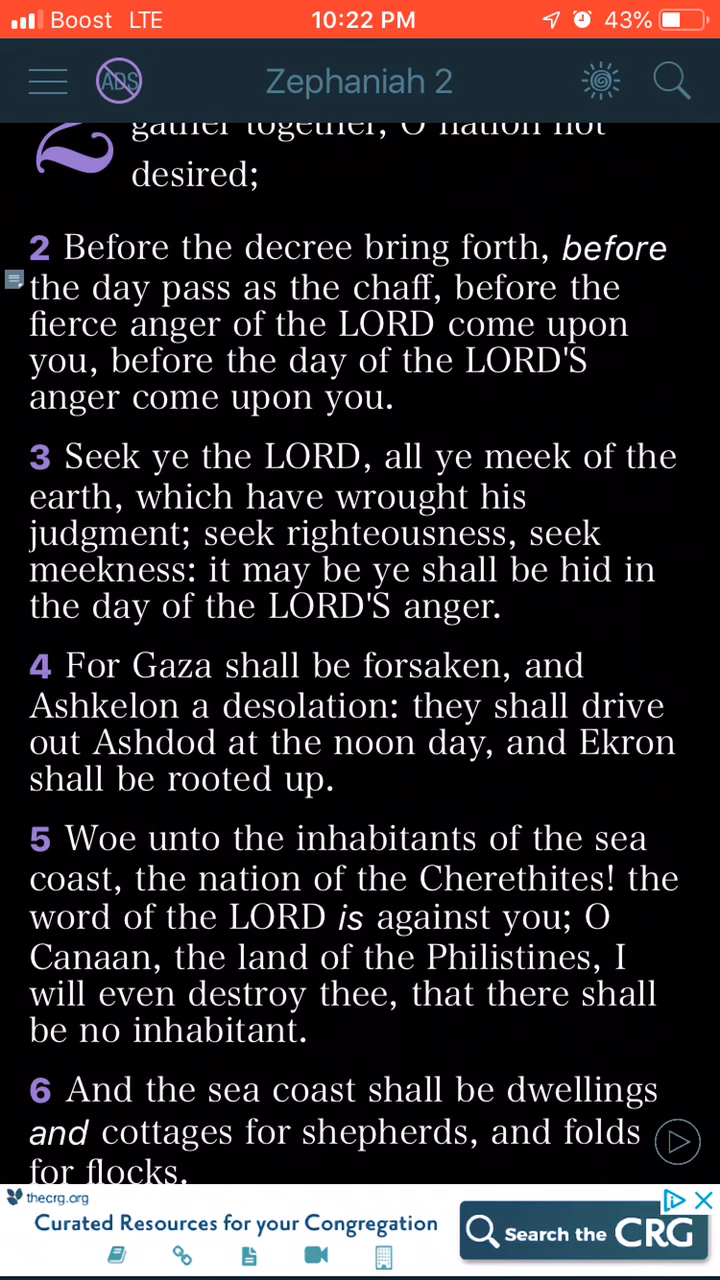 Boost LTE 10:22 PM 43%
ADS Zephaniah 2
2 gather together, O nation not
desired;
2 Before the decree bring forth, before
the day pass as the chaff, before the
fierce anger of the LORD come upon
you, before the day of the LORD'S
anger come upon you.
3 Seek ye the LORD, all ye meek of the
earth, which have wrought his
judgment; seek righteousness, seek
meekness: it may be ye shall be hid in
the day of the LORD'S anger.
4 For Gaza shall be forsaken, and
Ashkelon a desolation: they shall drive
out Ashdod at the noon day, and Ekron
shall be rooted up.
5 Woe unto the inhabitants of the sea
coast, the nation of the Cherethites! the
word of the LORD is against you; O
Canaan, the land of the Philistines, I
will even destroy thee, that there shall
be no inhabitant.
6 And the sea coast shall be dwellings
and cottages for shepherds, and folds
for flocks.
thecrg.org
Curated Resources for your Congregation
Search the CRG